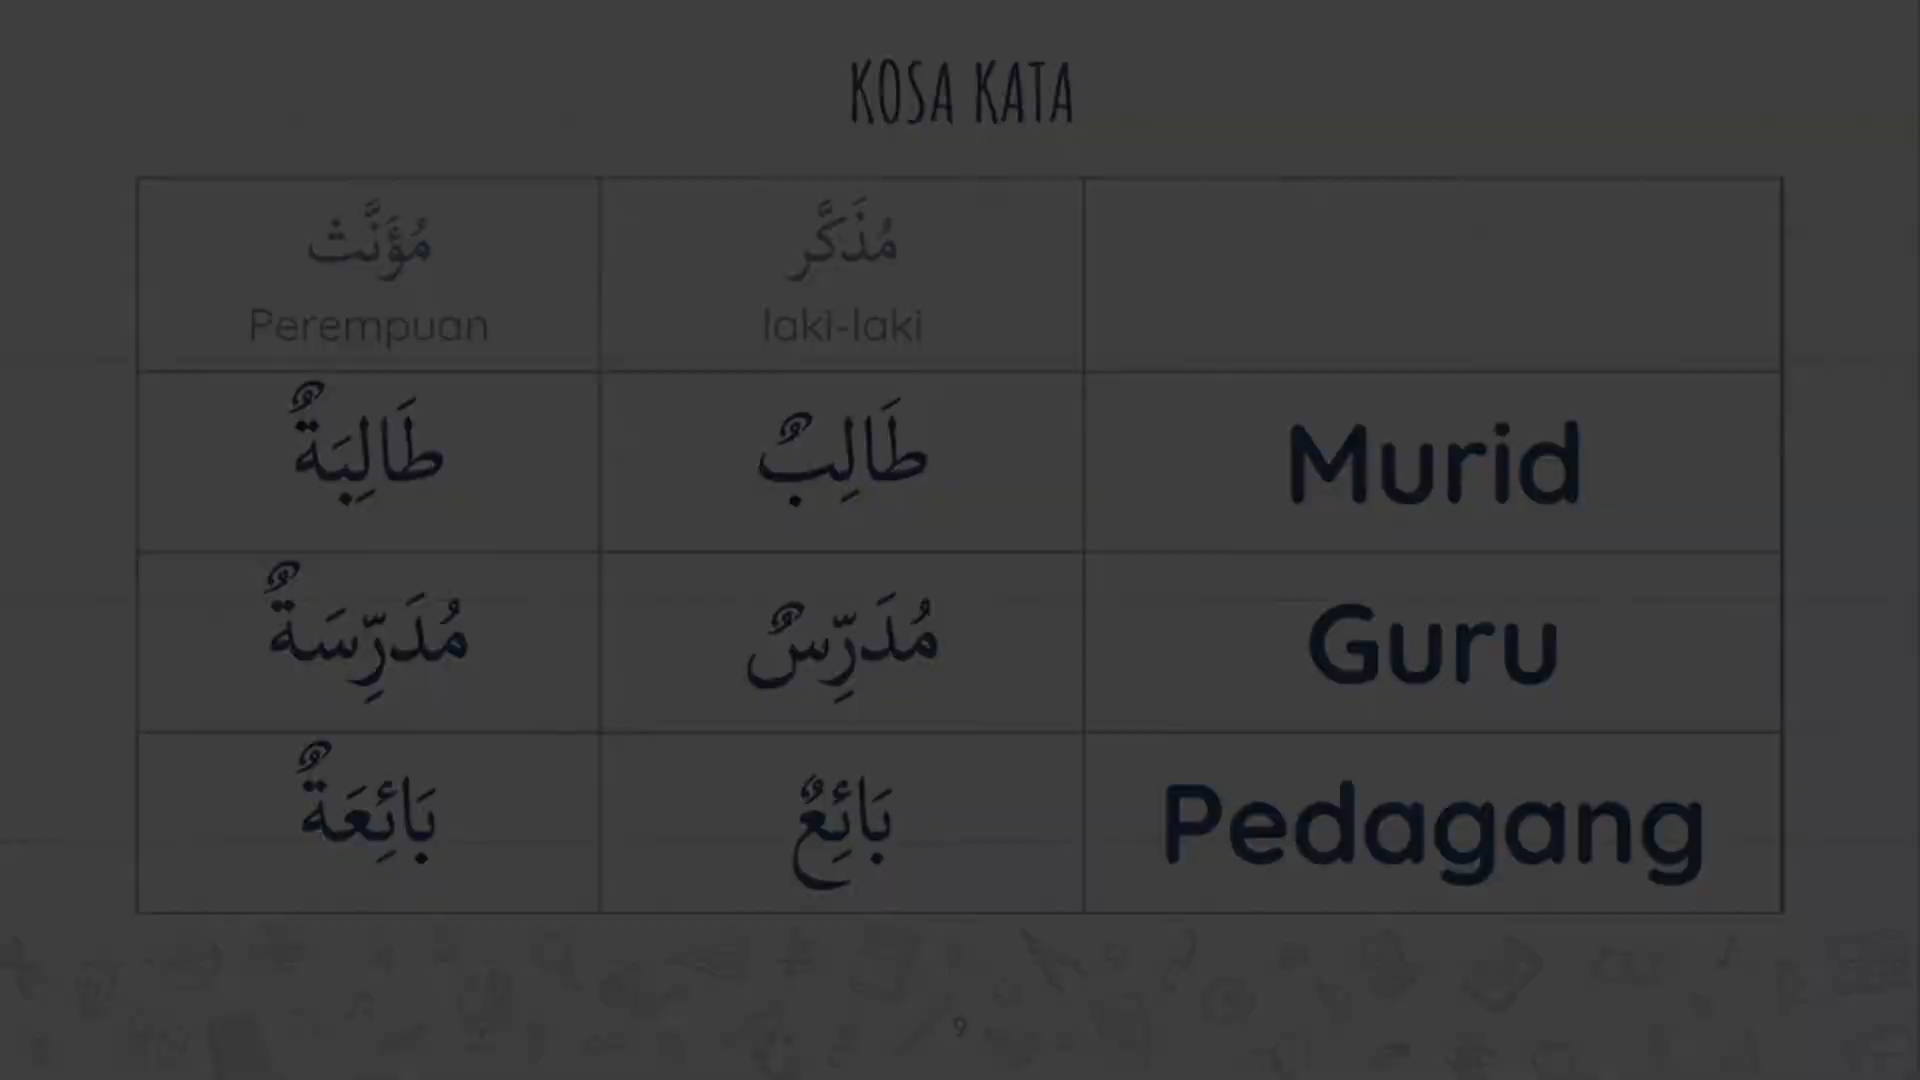 KOSA KATA
مُؤَنَّث
Perempuan
مُذَكَّر
laki-laki
طَالِبَةٌ
طَالِبٌ
Murid
مُدَرِّسَةٌ
مُدَرِّسٌ
Guru
بَائِعَةٌ
بَائِعٌ
Pedagang
9